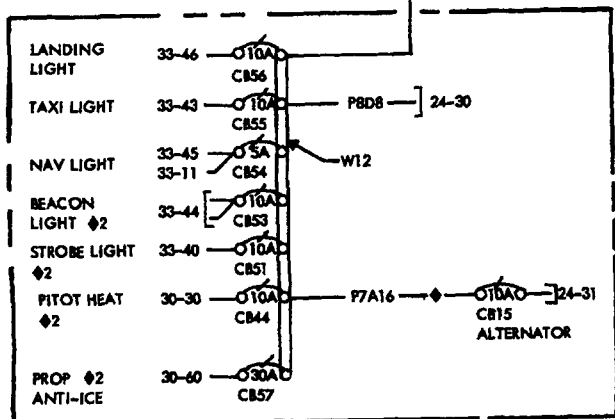 LANDING LIGHT 33-46 10A CB56
TAXI LIGHT 33-43 10A CB55 P8D8 24-30
NAV LIGHT 33-45 33-11 5A CB54 W12
BEACON LIGHT ♦2 33-44 10A CB53
STROBE LIGHT ♦2 33-40 10A CB51
PITOT HEAT ♦2 30-30 10A CB44 P7A16 ♦ 10A CB15 ALTERNATOR 24-31
PROP ♦2 ANTI-ICE 30-60 30A CB57